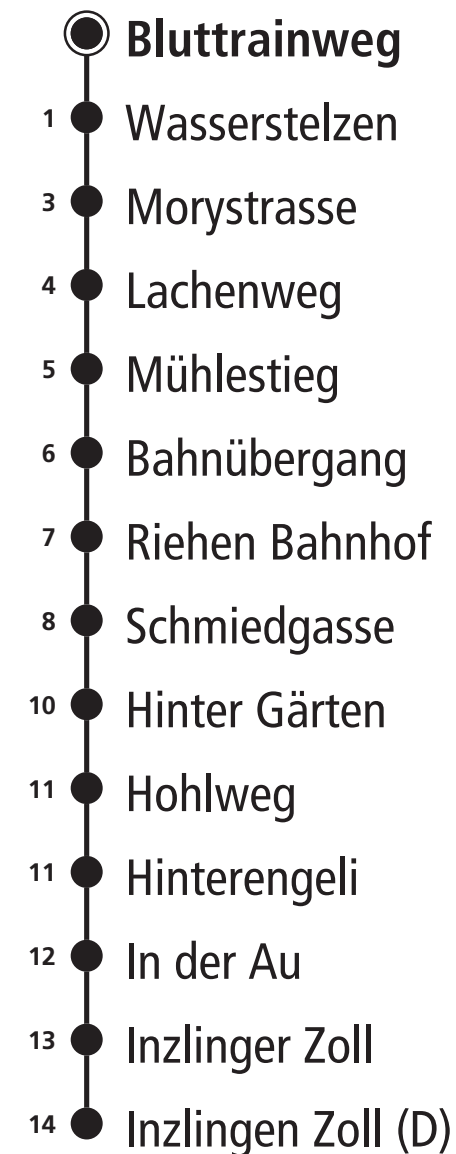 Bluttrainweg
1 Wasserstelzen
3 Morystrasse
4 Lachenweg
5 Mühlestieg
6 Bahnübergang
7 Riehen Bahnhof
8 Schmiedgasse
10 Hinter Gärten
11 Hohlweg
11 Hinterengeli
12 In der Au
13 Inzlinger Zoll
14 Inzlingen Zoll (D)